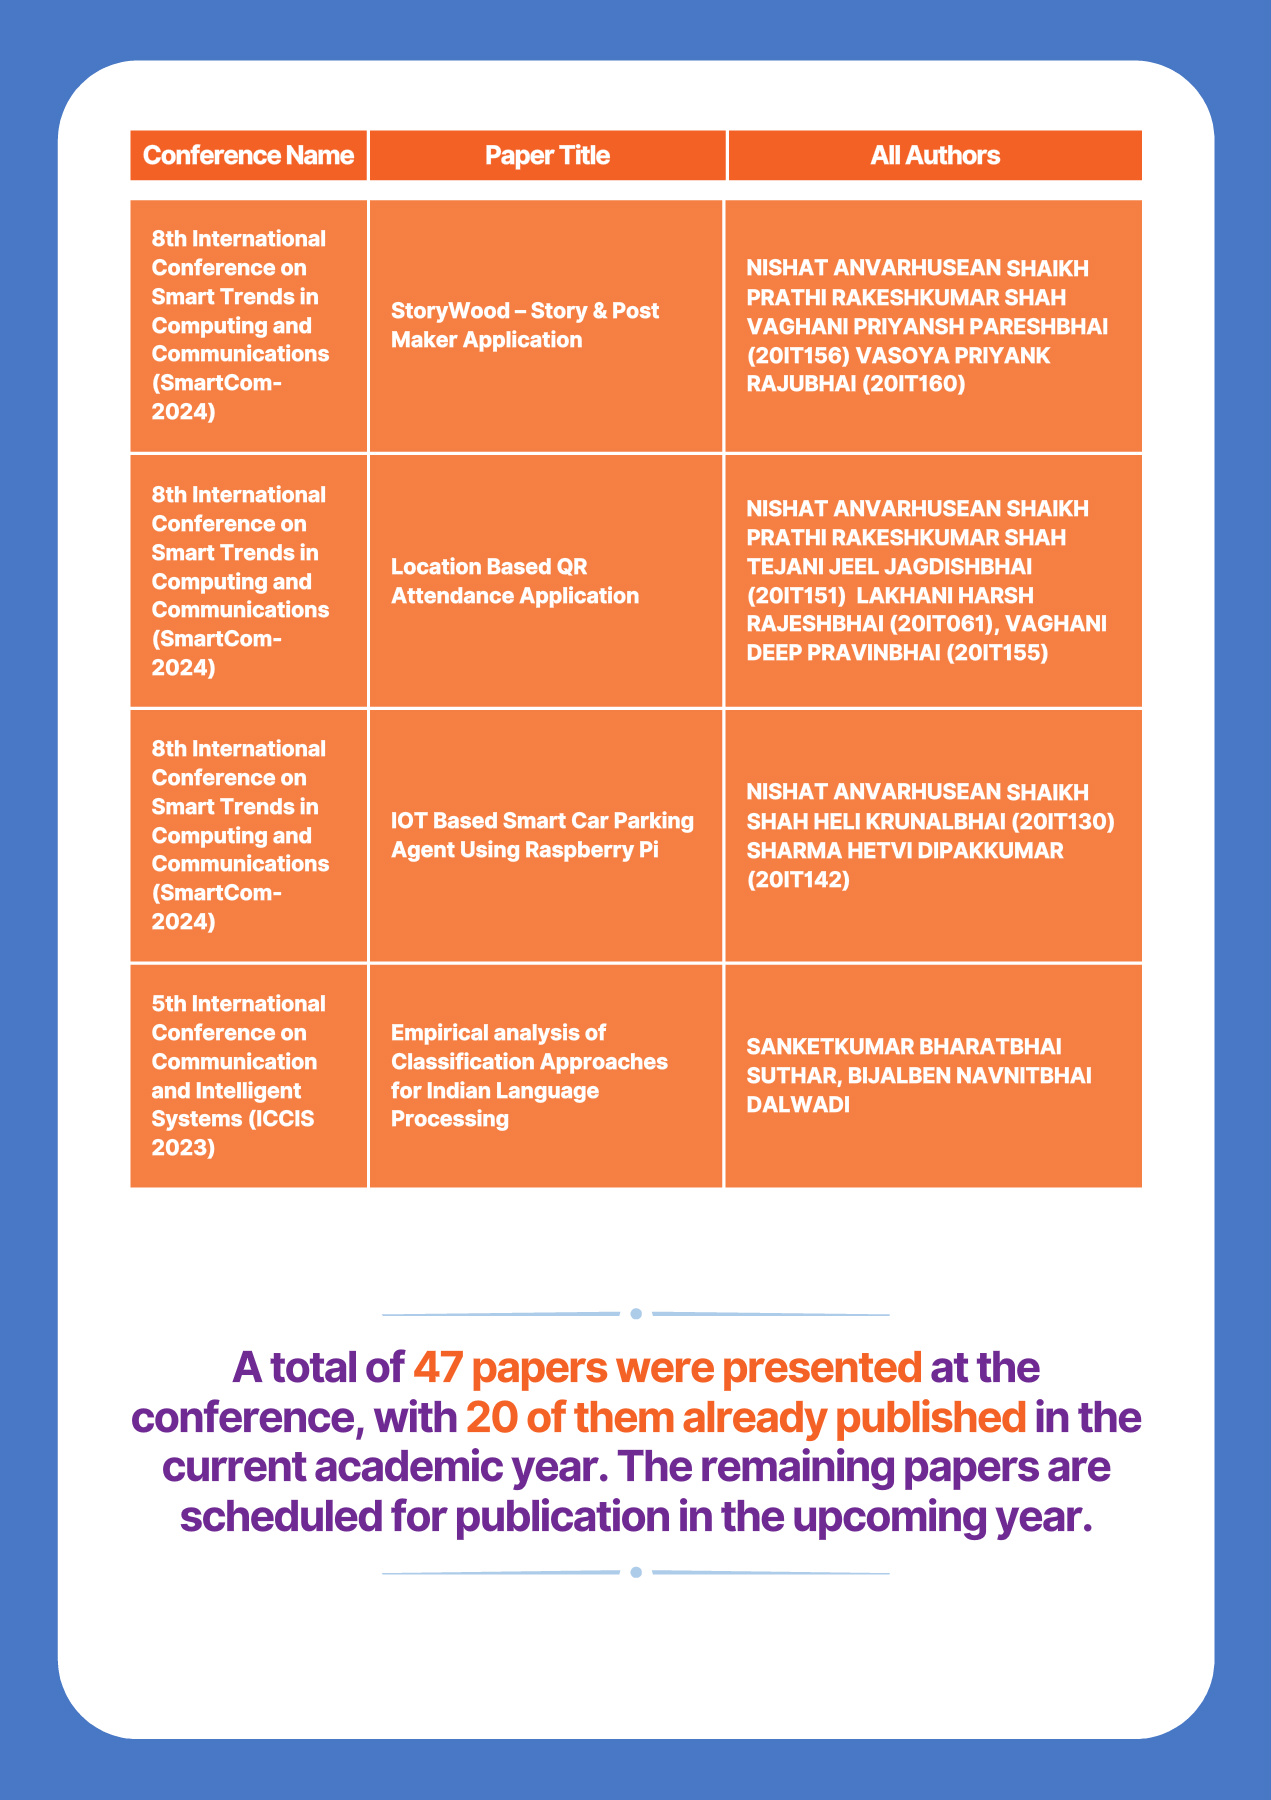 Conference Name
Paper Title
All Authors
8th International
Conference on
Smart Trends in
Computing and
Communications
(SmartCom-
2024)
StoryWood – Story & Post
Maker Application
NISHAT ANVARHUSEAN SHAIKH
PRATHI RAKESHKUMAR SHAH
VAGHANI PRIYANSH PARESHBHAI
(20IT156) VASOYA PRIYANK
RAJUBHAI (20IT160)
8th International
Conference on
Smart Trends in
Computing and
Communications
(SmartCom-
2024)
Location Based QR
Attendance Application
NISHAT ANVARHUSEAN SHAIKH
PRATHI RAKESHKUMAR SHAH
TEJANI JEEL JAGDISHBHAI
(20IT151)  LAKHANI HARSH
RAJESHBHAI (20IT061), VAGHANI
DEEP PRAVINBHAI (20IT155)
8th International
Conference on
Smart Trends in
Computing and
Communications
(SmartCom-
2024)
IOT Based Smart Car Parking
Agent Using Raspberry Pi
NISHAT ANVARHUSEAN SHAIKH
SHAH HELI KRUNALBHAI (20IT130)
SHARMA HETVI DIPAKKUMAR
(20IT142)
5th International
Conference on
Communication
and Intelligent
Systems (ICCIS
2023)
Empirical analysis of
Classification Approaches
for Indian Language
Processing
SANKETKUMAR BHARATBHAI
SUTHAR, BIJALBEN NAVNITBHAI
DALWADI
A total of 47 papers were presented at the
conference, with 20 of them already published in the
current academic year. The remaining papers are
scheduled for publication in the upcoming year.